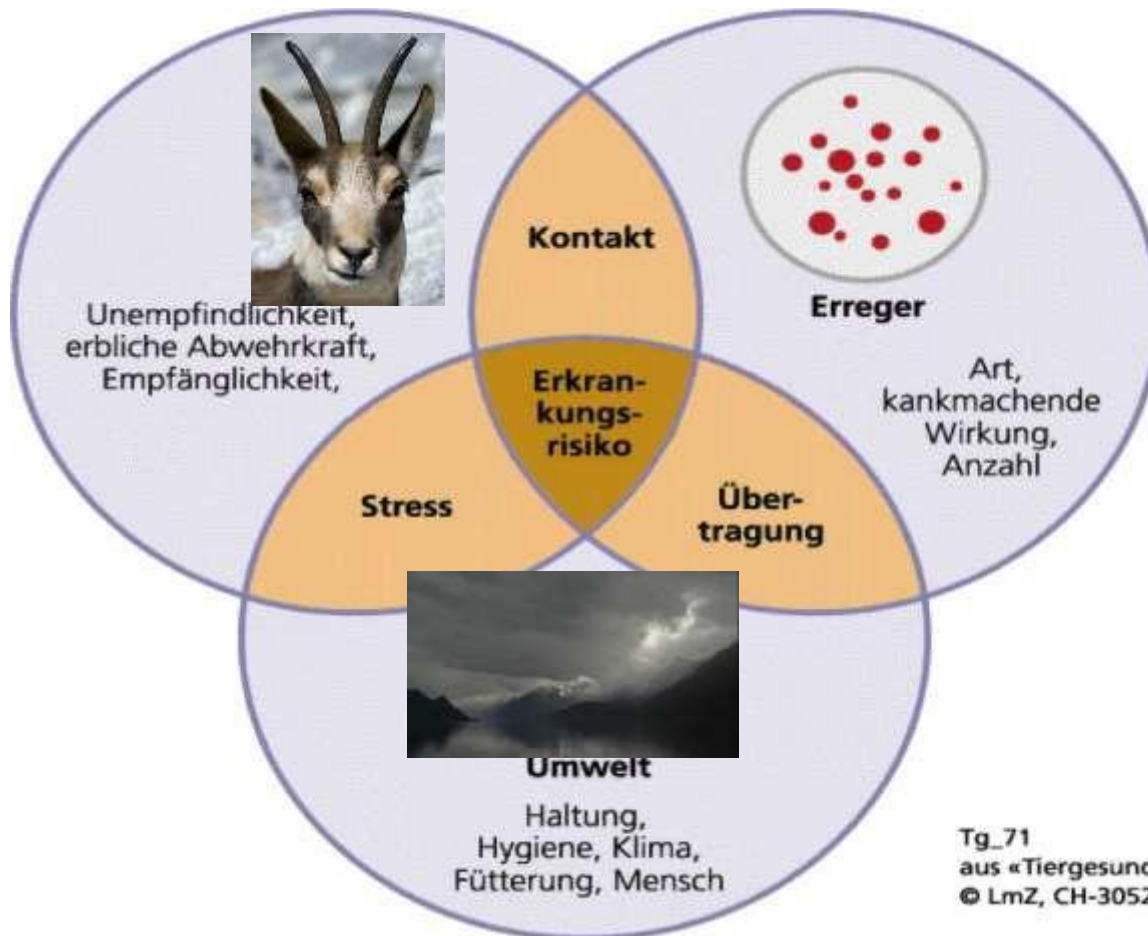 Kontakt
Erreger
Unempfindlichkeit,
erbliche Abwehrkraft,
Empfänglichkeit,
Art,
kankmachende
Wirkung,
Anzahl
Erkran-
kungs-
risiko
Stress
Über-
tragung
Umwelt
Haltung,
Hygiene, Klima,
Fütterung, Mensch
Tg_71
aus «Tiergesund
© LmZ, CH-3052